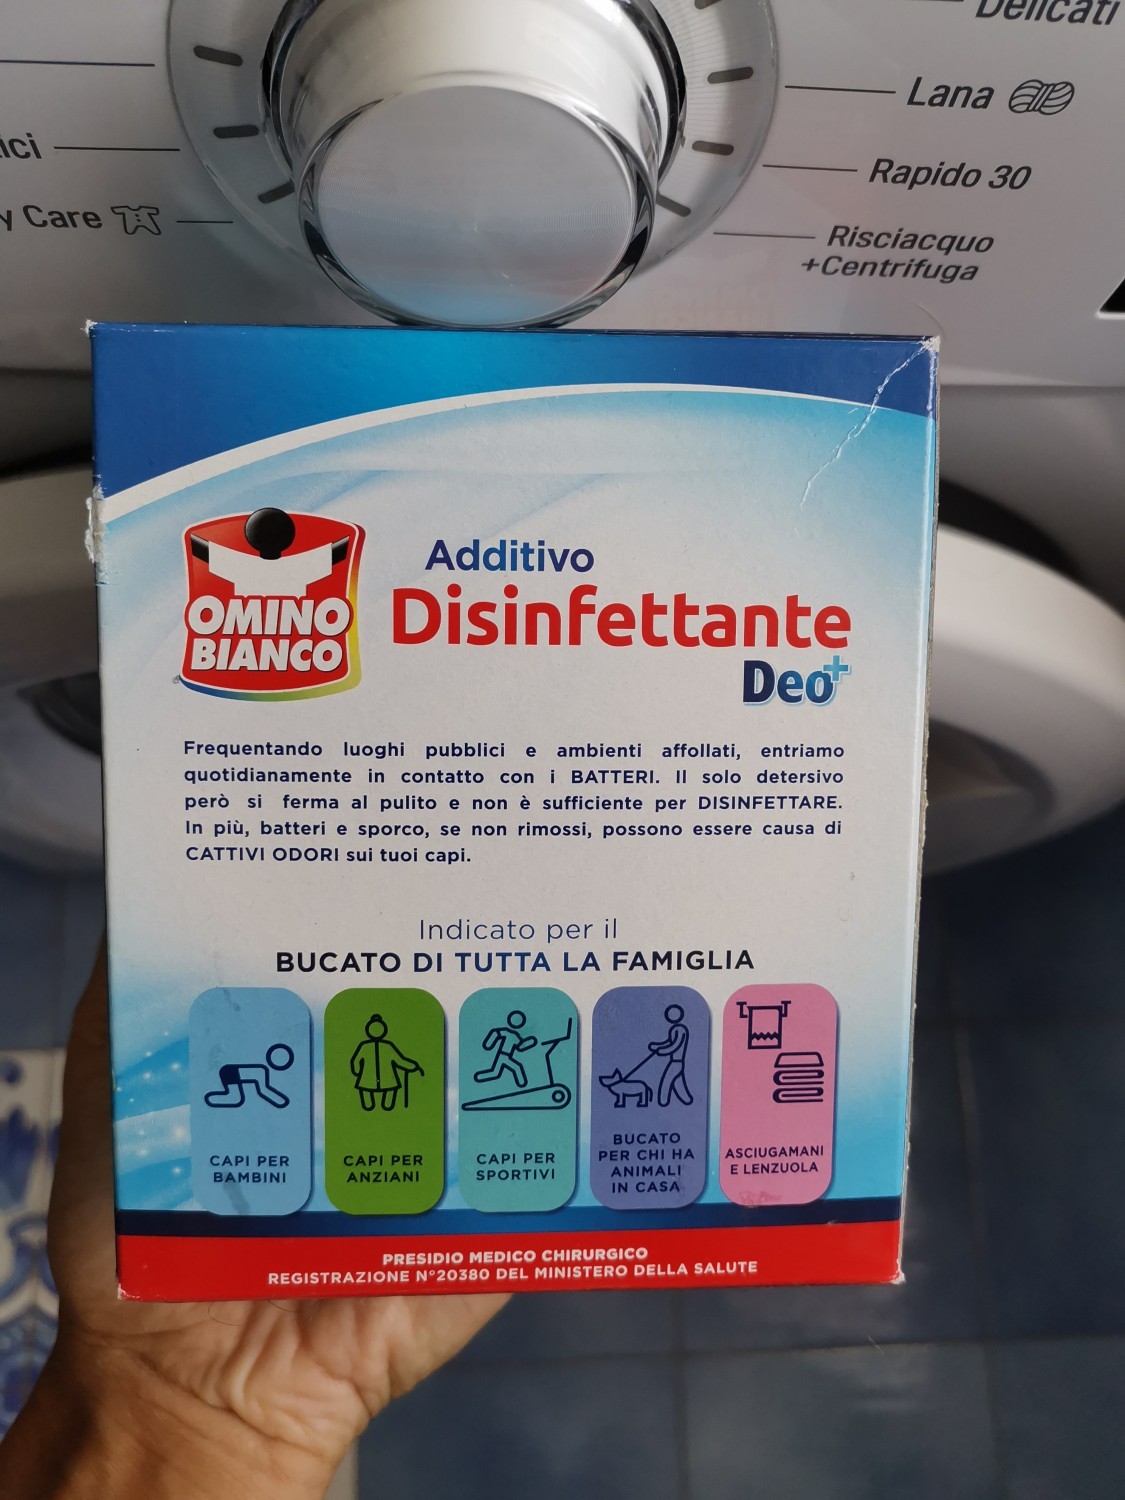 Delicati
Lana
ici
Rapido 30
y Care
Risciacquo
+Centrifuga
OMINO
BIANCO
Additivo
Disinfettante
Deo+
Frequentando luoghi pubblici e ambienti affollati, entriamo
quotidianamente in contatto con i BATTERI. Il solo detersivo
però si ferma al pulito e non è sufficiente per DISINFETTARE.
In più, batteri e sporco, se non rimossi, possono essere causa di
CATTIVI ODORI sui tuoi capi.
Indicato per il
BUCATO DI TUTTA LA FAMIGLIA
CAPI PER
BAMBINI
CAPI PER
ANZIANI
CAPI PER
SPORTIVI
BUCATO
PER CHI HA
ANIMALI
IN CASA
ASCIUGAMANI
E LENZUOLA
PRESIDIO MEDICO CHIRURGICO
REGISTRAZIONE N°20380 DEL MINISTERO DELLA SALUTE